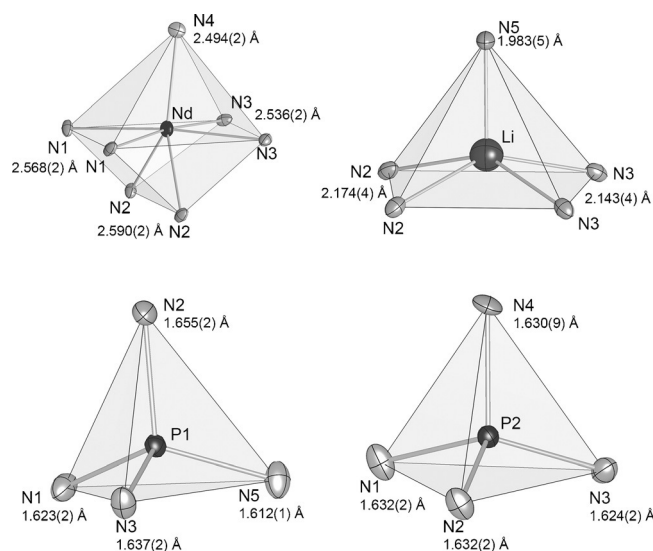 N4
2.494(2) Å
Nd
N3
2.536(2) Å
N1
N1
N3
2.568(2) Å
N2
N2
2.590(2) Å
N5
1.983(5) Å
Li
N2
N3
2.174(4) Å
2.143(4) Å
N2
N3
N2
1.655(2) Å
P1
N1
N5
1.623(2) Å
N3
1.612(1) Å
1.637(2) Å
N4
1.630(9) Å
P2
N1
N3
1.632(2) Å
1.624(2) Å
N2
1.632(2) Å